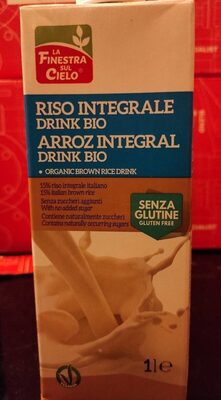 LA
FINESTRA
SUL
CIELO
RISO INTEGRALE
DRINK BIO
ARROZ INTEGRAL
DRINK BIO
• ORGANIC BROWN RICE DRINK
15% riso integrale italiano
15% italian brown rice
Senza zuccheri aggiunti
With no added sugar
Contiene naturalmente zuccheri
Contains naturally occurring sugars
SENZA
GLUTINE
GLUTEN FREE
1l e